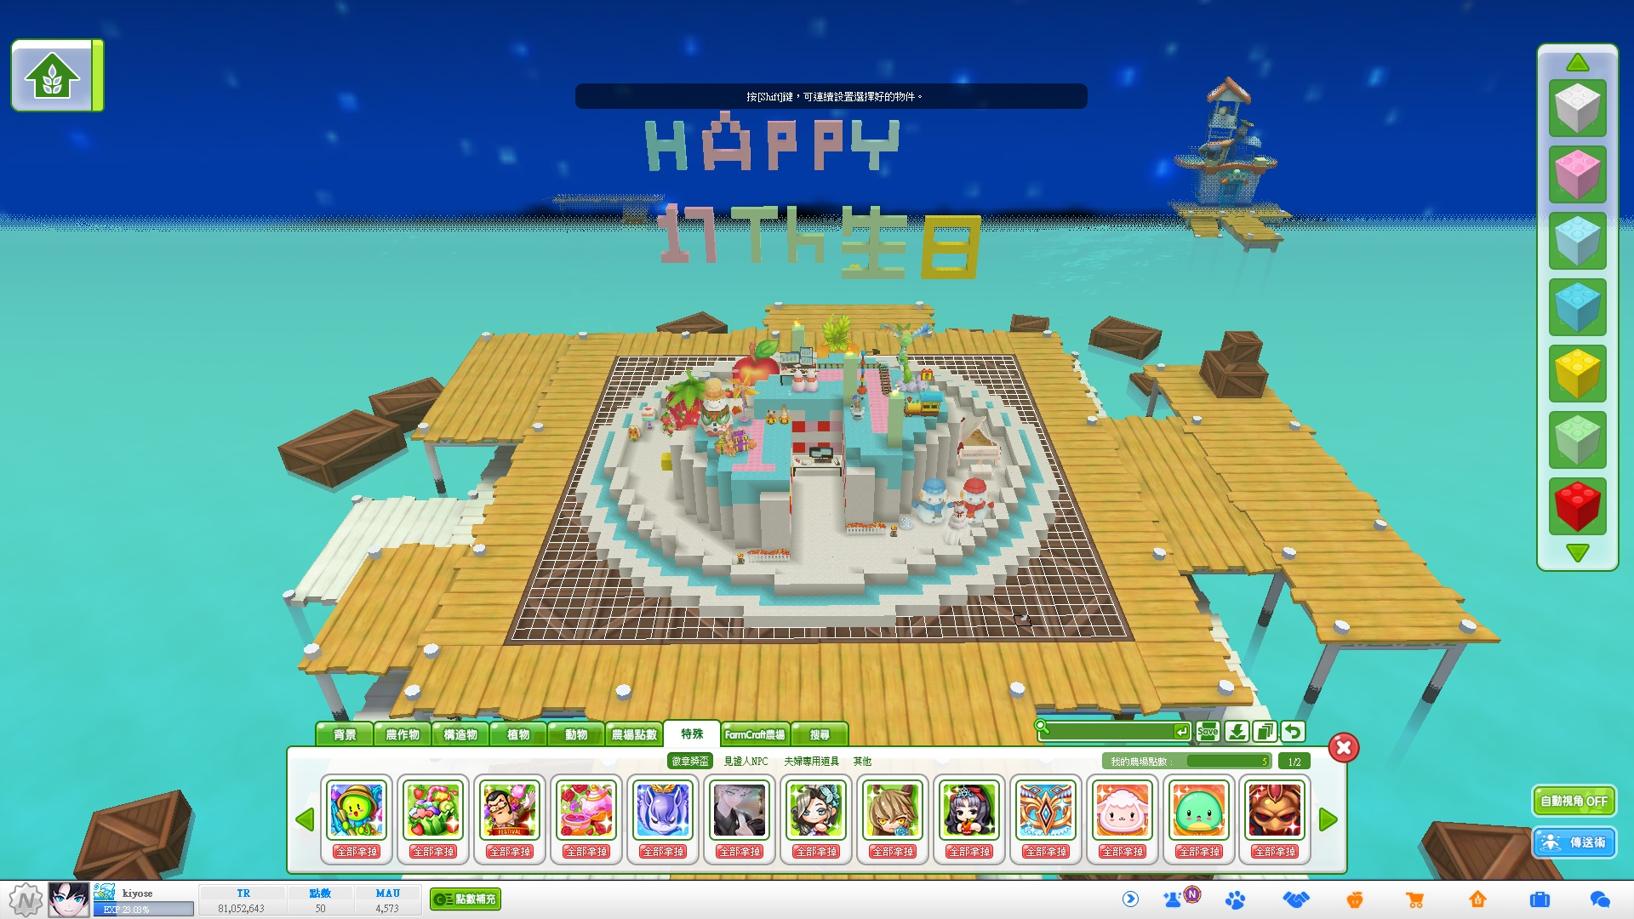 按[Shift]鍵，可連續設置選擇好的物件。
HAPPY
17Th生日
背景 農作物 構造物 植物 動物 農場點數 特殊 FarmCraft農場 搜尋
Save
徽章獎盃 見證人NPC 夫婦專用道具 其他
我的農場點數 : 5 1/2
FESTIVAL
全部拿掉 全部拿掉 全部拿掉 全部拿掉 全部拿掉 全部拿掉 全部拿掉 全部拿掉 全部拿掉 全部拿掉 全部拿掉 全部拿掉 全部拿掉
自動視角 OFF
傳送術
kiyose
EXP 23.03%
TR 點數 MAU
81,052,643 50 4,573
點數補充
N